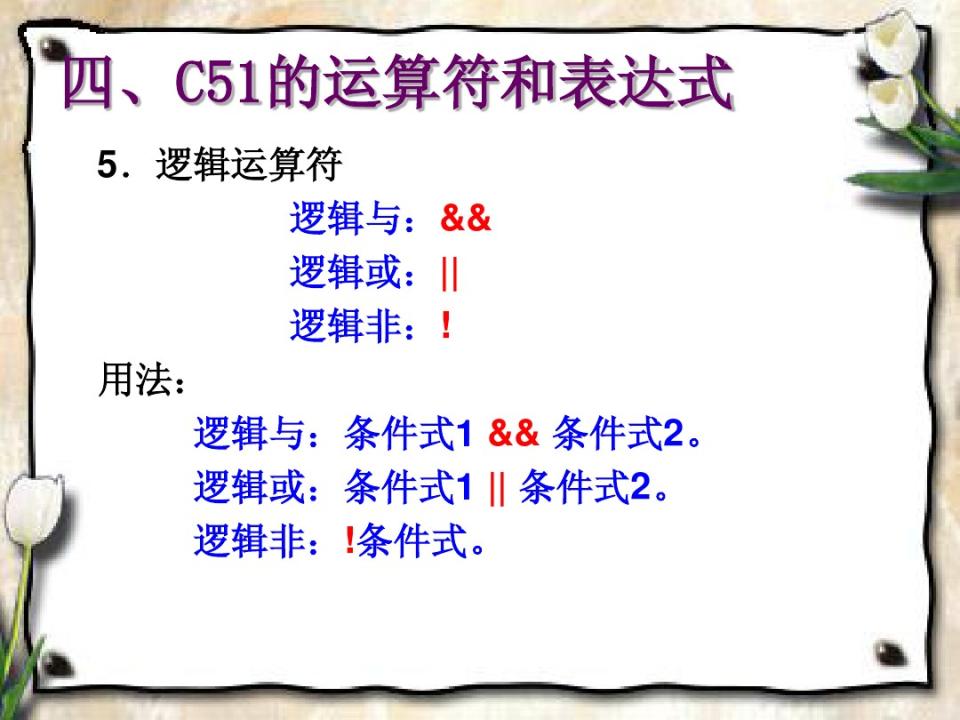 四、C51的运算符和表达式
5．逻辑运算符
逻辑与：&&
逻辑或：||
逻辑非：!
用法：
逻辑与：条件式1 && 条件式2。
逻辑或：条件式1 || 条件式2。
逻辑非：!条件式。